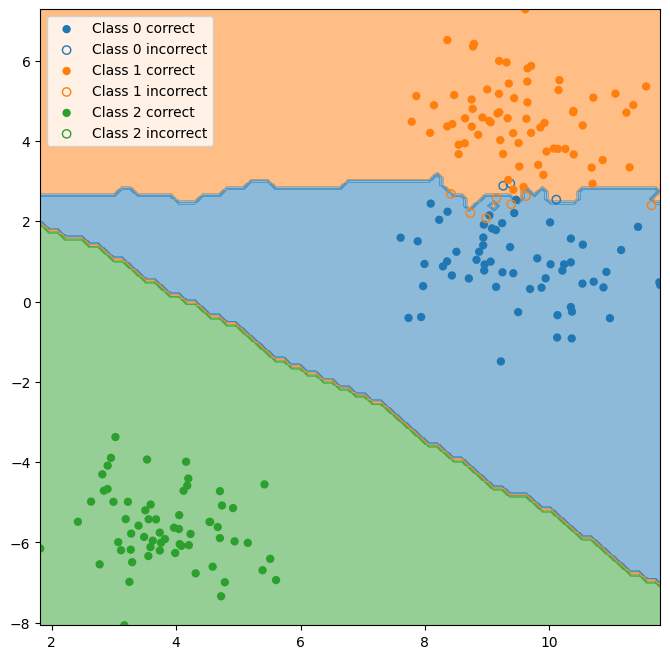 Class 0 correct
Class 0 incorrect
Class 1 correct
Class 1 incorrect
Class 2 correct
Class 2 incorrect
6
4
2
0
−2
−4
−6
−8
2 4 6 8 10